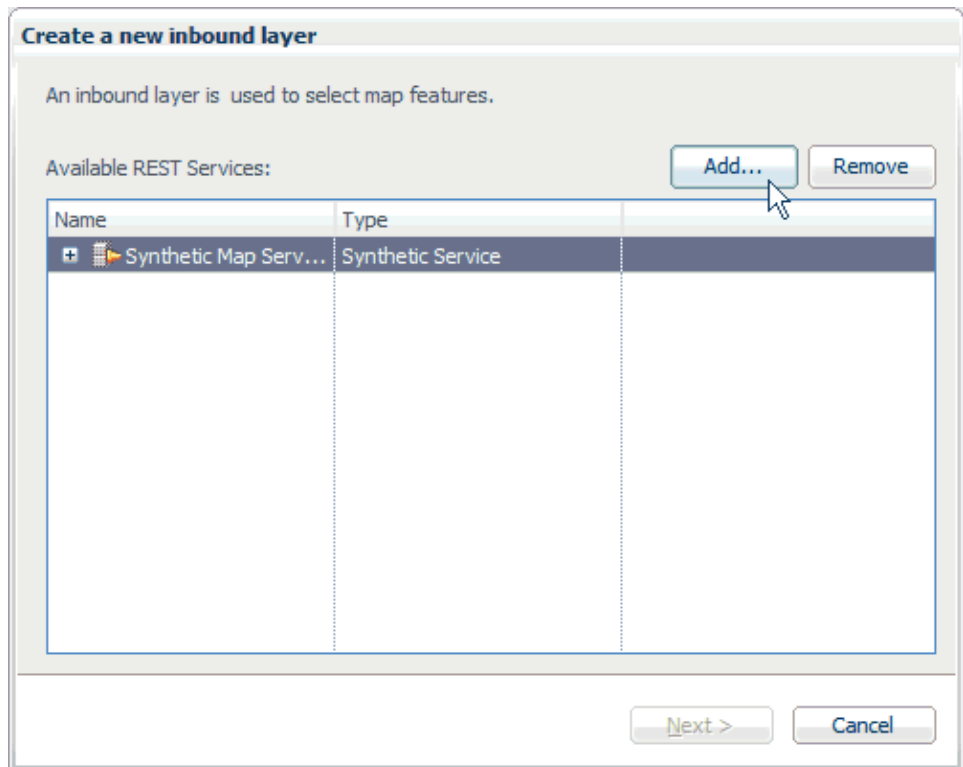 Create a new inbound layer
An inbound layer is used to select map features.
Available REST Services:
Add...
Remove
Name
Type
Synthetic Map Serv...
Synthetic Service
Next >
Cancel